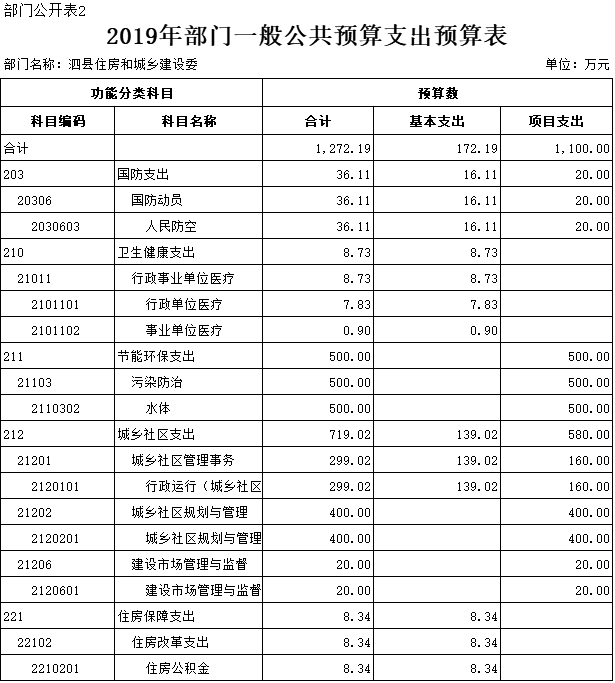 部门公开表2
2019年部门一般公共预算支出预算表
部门名称：泗县住房和城乡建设委 单位：万元
功能分类科目 预算数
科目编码 科目名称 合计 基本支出 项目支出
合计 1,272.19 172.19 1,100.00
203 国防支出 36.11 16.11 20.00
20306 国防动员 36.11 16.11 20.00
2030603 人民防空 36.11 16.11 20.00
210 卫生健康支出 8.73 8.73
21011 行政事业单位医疗 8.73 8.73
2101101 行政单位医疗 7.83 7.83
2101102 事业单位医疗 0.90 0.90
211 节能环保支出 500.00 500.00
21103 污染防治 500.00 500.00
2110302 水体 500.00 500.00
212 城乡社区支出 719.02 139.02 580.00
21201 城乡社区管理事务 299.02 139.02 160.00
2120101 行政运行（城乡社区 299.02 139.02 160.00
21202 城乡社区规划与管理 400.00 400.00
2120201 城乡社区规划与管理 400.00 400.00
21206 建设市场管理与监督 20.00 20.00
2120601 建设市场管理与监督 20.00 20.00
221 住房保障支出 8.34 8.34
22102 住房改革支出 8.34 8.34
2210201 住房公积金 8.34 8.34